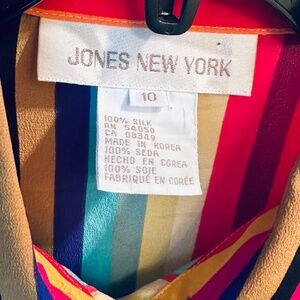 JONES NEW YORK
10
100% SILK
RN 54050
CA 08349
MADE IN KOREA
100% SEDA
HECHO EN COREA
100% SOIE
FABRIQUÉ EN CORÉE